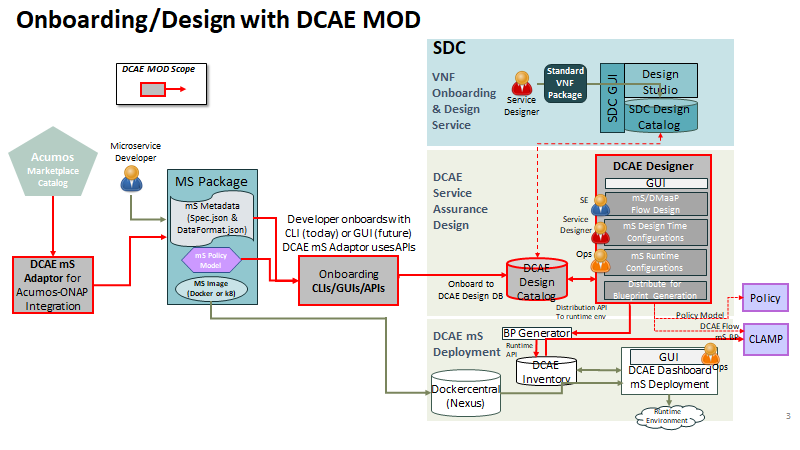 Onboarding/Design with DCAE MOD
DCAE MOD Scope
SDC
VNF
Onboarding
& Design
Service
Service
Designer
Standard
VNF
Package
SDC GUI
Design
Studio
SDC Design
Catalog
Acumos
Marketplace
Catalog
Microservice
Developer
MS Package
mS Metadata
(Spec.json &
DataFormat.json)
mS Policy
Model
MS Image
(Docker or k8)
DCAE mS
Adaptor for
Acumos-ONAP
Integration
Developer onboards with
CLI (today) or GUI (future)
DCAE mS Adaptor uses APIs
Onboarding
CLIs/GUIs/APIs
DCAE
Service
Assurance
Design
Onboard to
DCAE Design DB
DCAE
Design
Catalog
DCAE Designer
GUI
SE
mS/DMaaP
Flow Design
Service
Designer
mS Design Time
Configurations
Ops
mS Runtime
Configurations
Distribute for
Blueprint Generation
Distribution API
To runtime env
Policy Model
DCAE Flow
mS BP
Policy
CLAMP
DCAE mS
Deployment
BP Generator
Runtime
API
DCAE
Inventory
Dockercentral
(Nexus)
GUI
Ops
DCAE Dashboard
mS Deployment
Runtime
Environment
3